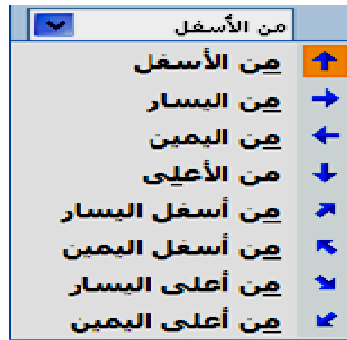 من الأسفل
من الأسفل
من اليسار
من اليمين
من الأعلى
من أسفل اليسار
من أسفل اليمين
من أعلى اليسار
من أعلى اليمين